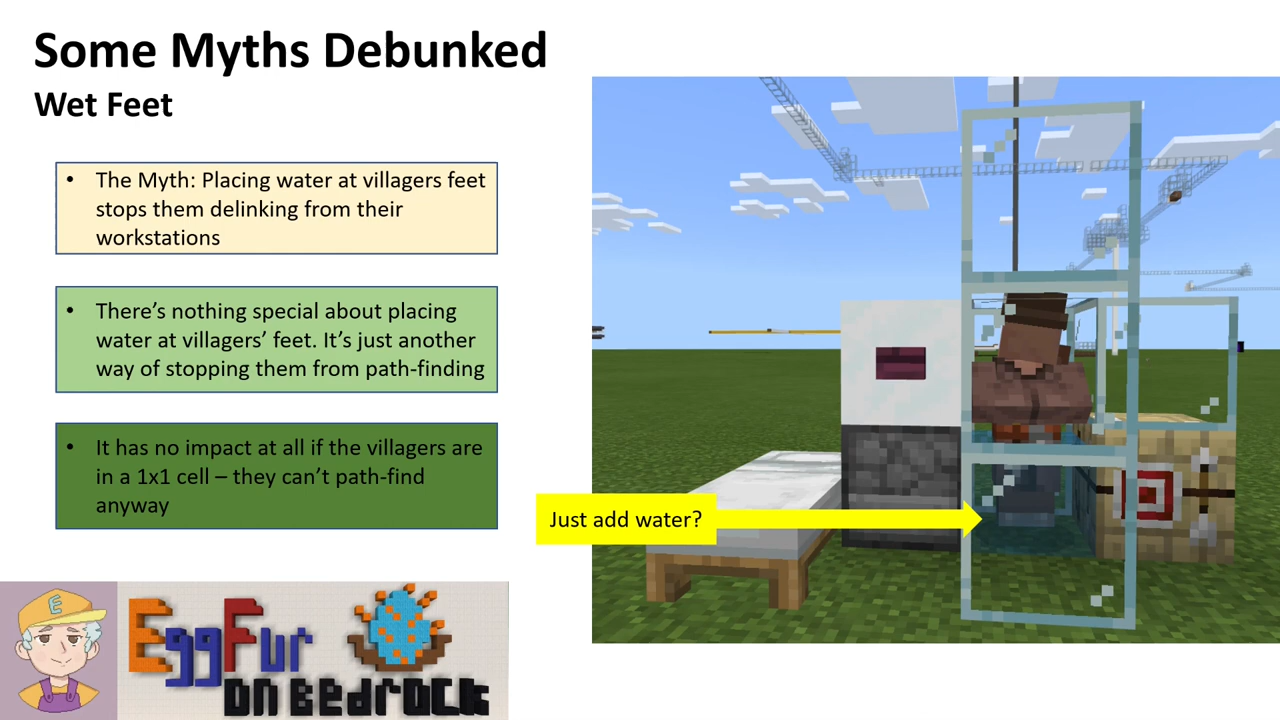 Some Myths Debunked
Wet Feet
• The Myth: Placing water at villagers feet
stops them delinking from their
workstations
• There’s nothing special about placing
water at villagers’ feet. It’s just another
way of stopping them from path-finding
• It has no impact at all if the villagers are
in a 1x1 cell – they can’t path-find
anyway
Just add water?
E
EggFur
on Bedrock